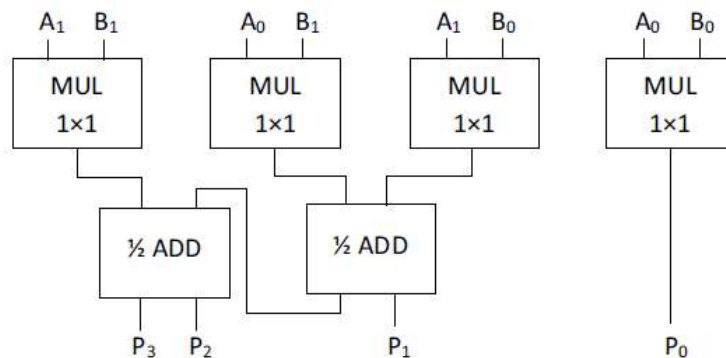 A₁ B₁ A₀ B₁ A₁ B₀ A₀ B₀
MUL MUL MUL MUL
1×1 1×1 1×1 1×1
½ ADD ½ ADD
P₃ P₂ P₁ P₀